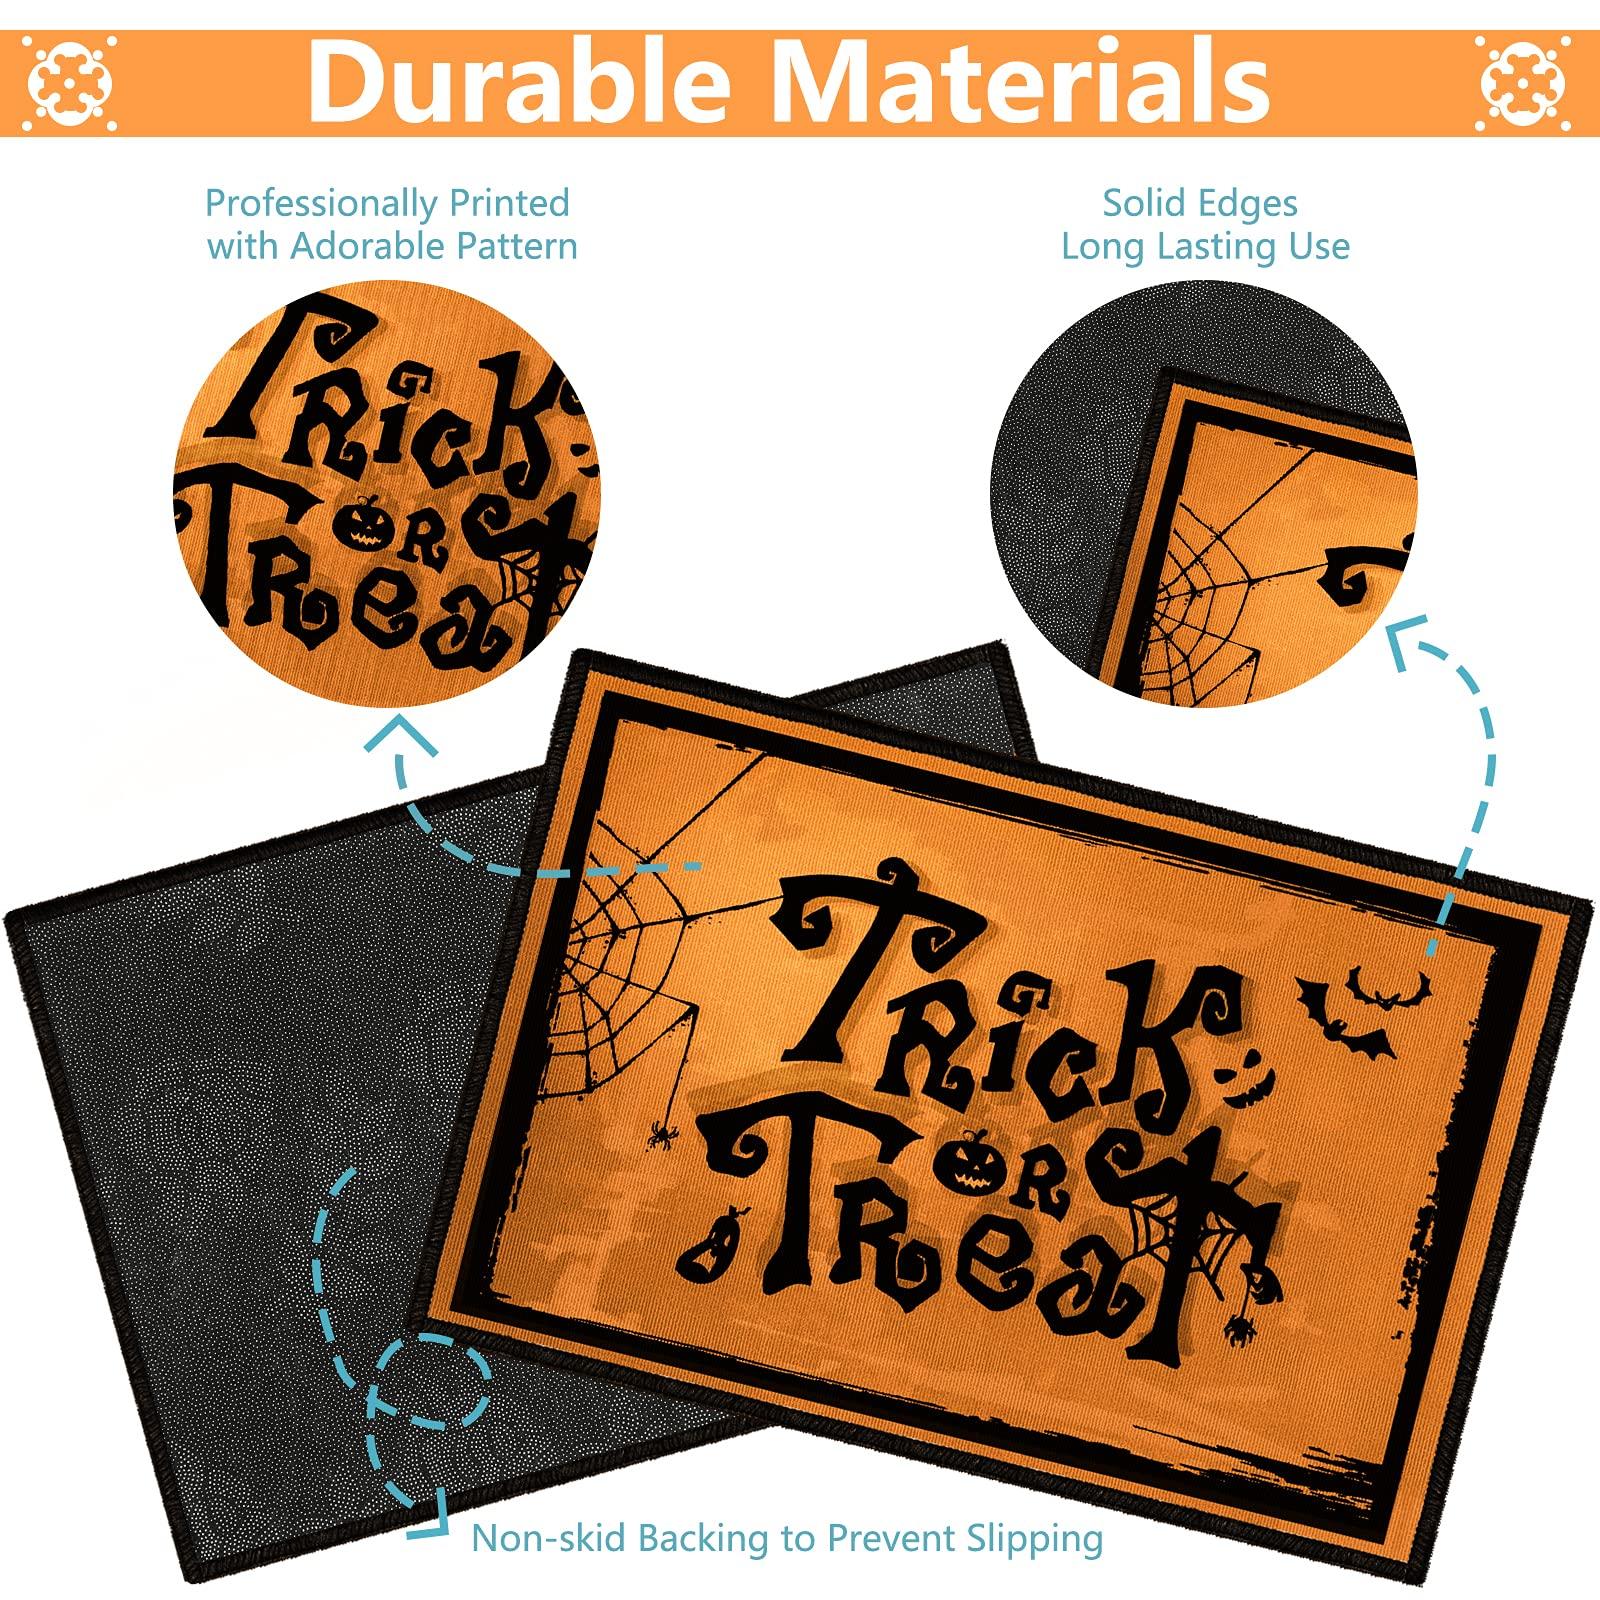 Durable Materials
Professionally Printed
with Adorable Pattern
Solid Edges
Long Lasting Use
Trick
or
Treat
Trick
or
Treat
Non-skid Backing to Prevent Slipping